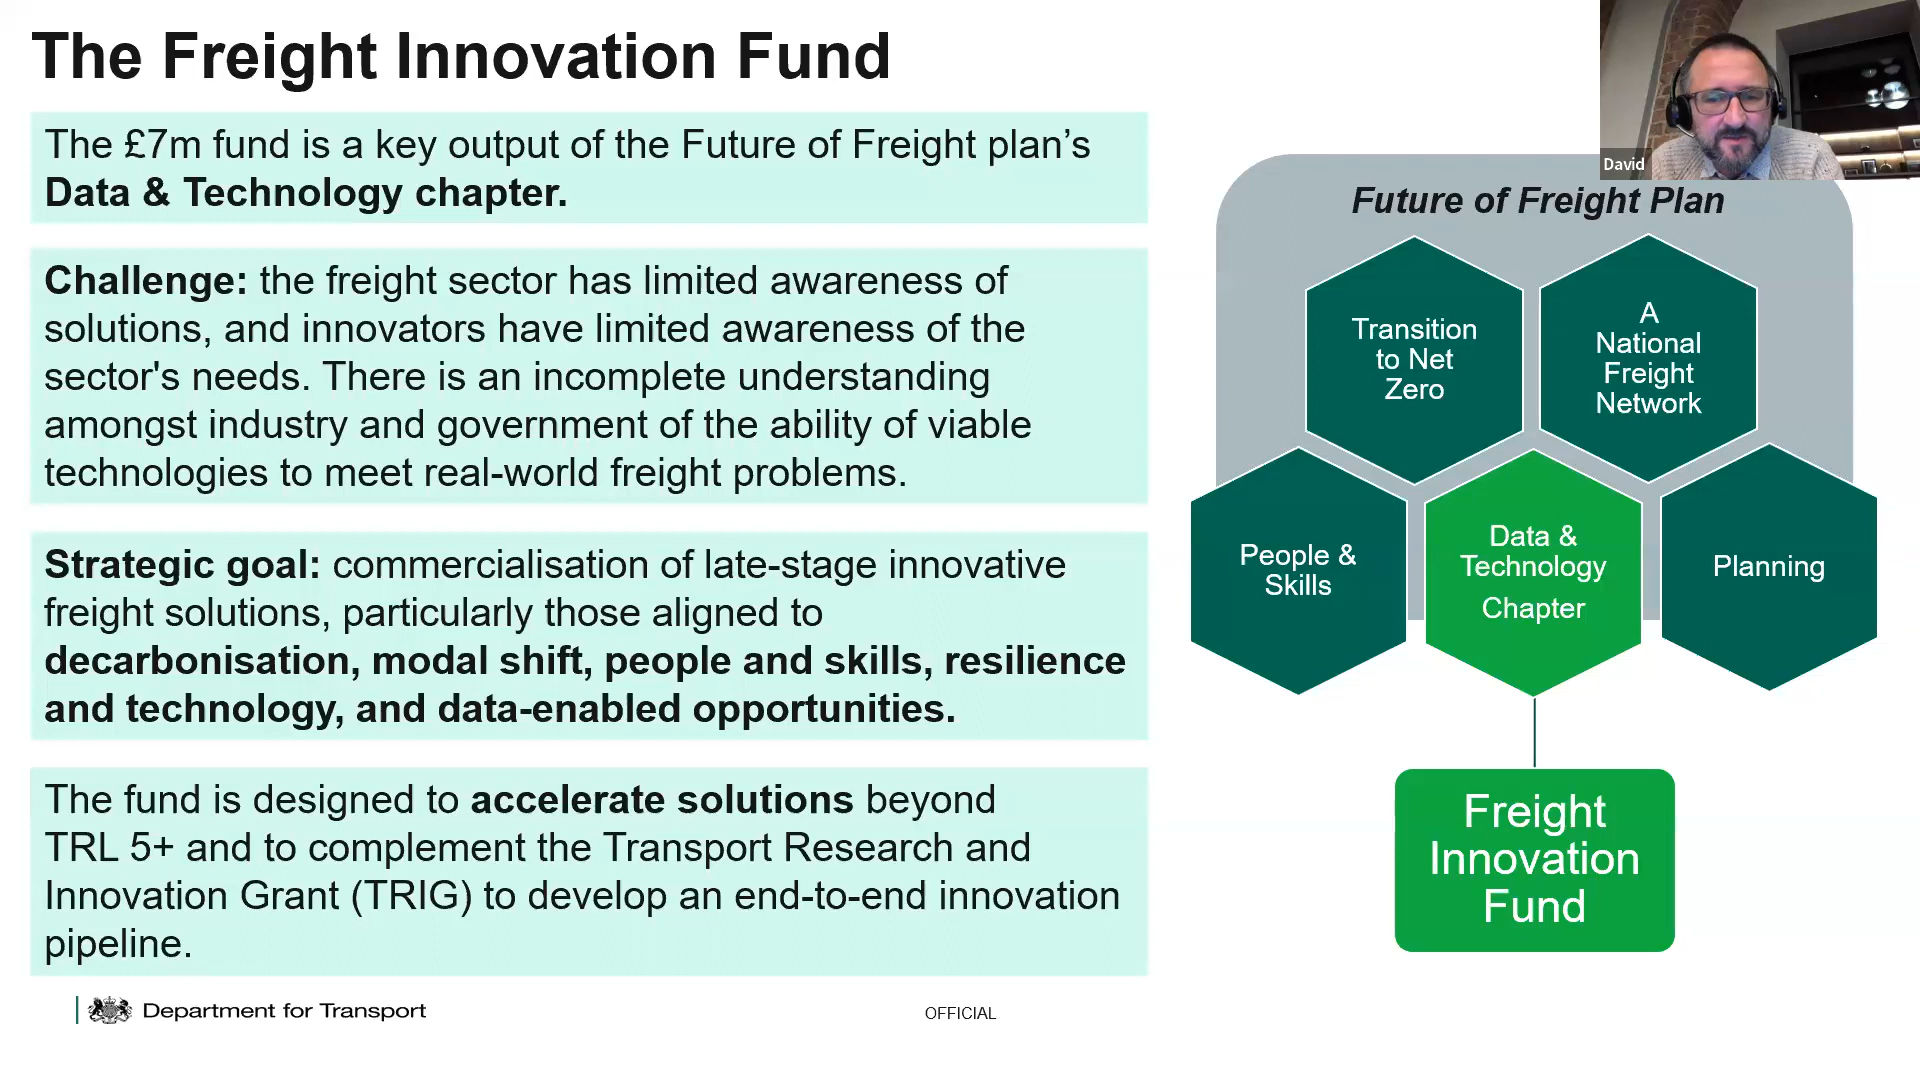 The Freight Innovation Fund
The £7m fund is a key output of the Future of Freight plan’s
Data & Technology chapter.
Challenge: the freight sector has limited awareness of
solutions, and innovators have limited awareness of the
sector's needs. There is an incomplete understanding
amongst industry and government of the ability of viable
technologies to meet real-world freight problems.
Strategic goal: commercialisation of late-stage innovative
freight solutions, particularly those aligned to
decarbonisation, modal shift, people and skills, resilience
and technology, and data-enabled opportunities.
The fund is designed to accelerate solutions beyond
TRL 5+ and to complement the Transport Research and
Innovation Grant (TRIG) to develop an end-to-end innovation
pipeline.
David
Future of Freight Plan
Transition
to Net
Zero
A
National
Freight
Network
People &
Skills
Data &
Technology
Chapter
Planning
Freight
Innovation
Fund
Department for Transport
OFFICIAL